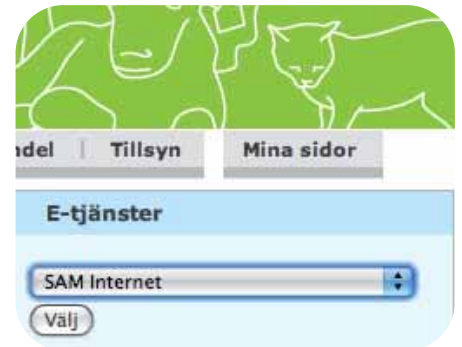 ndel | Tillsyn Mina sidor
E-tjänster
SAM Internet
Välj